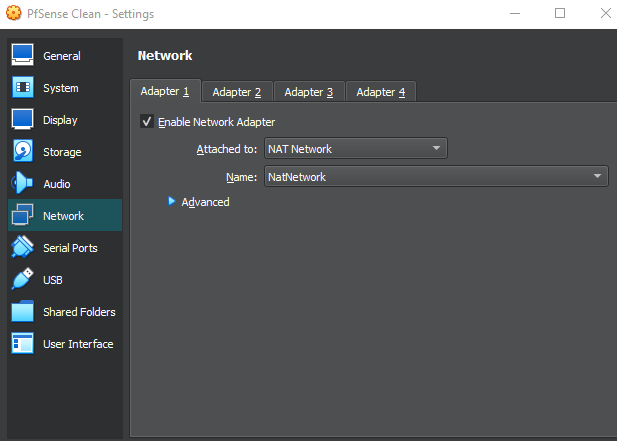 PfSense Clean - Settings
General
System
Display
Storage
Audio
Network
Serial Ports
USB
Shared Folders
User Interface
Network
Adapter 1 Adapter 2 Adapter 3 Adapter 4
Enable Network Adapter
Attached to: NAT Network
Name: NatNetwork
Advanced